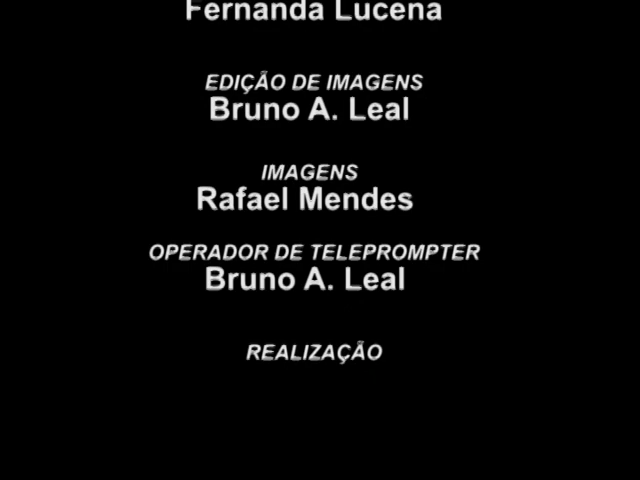 Fernanda Lucena
EDIÇÃO DE IMAGENS
Bruno A. Leal
IMAGENS
Rafael Mendes
OPERADOR DE TELEPROMPTER
Bruno A. Leal
REALIZAÇÃO